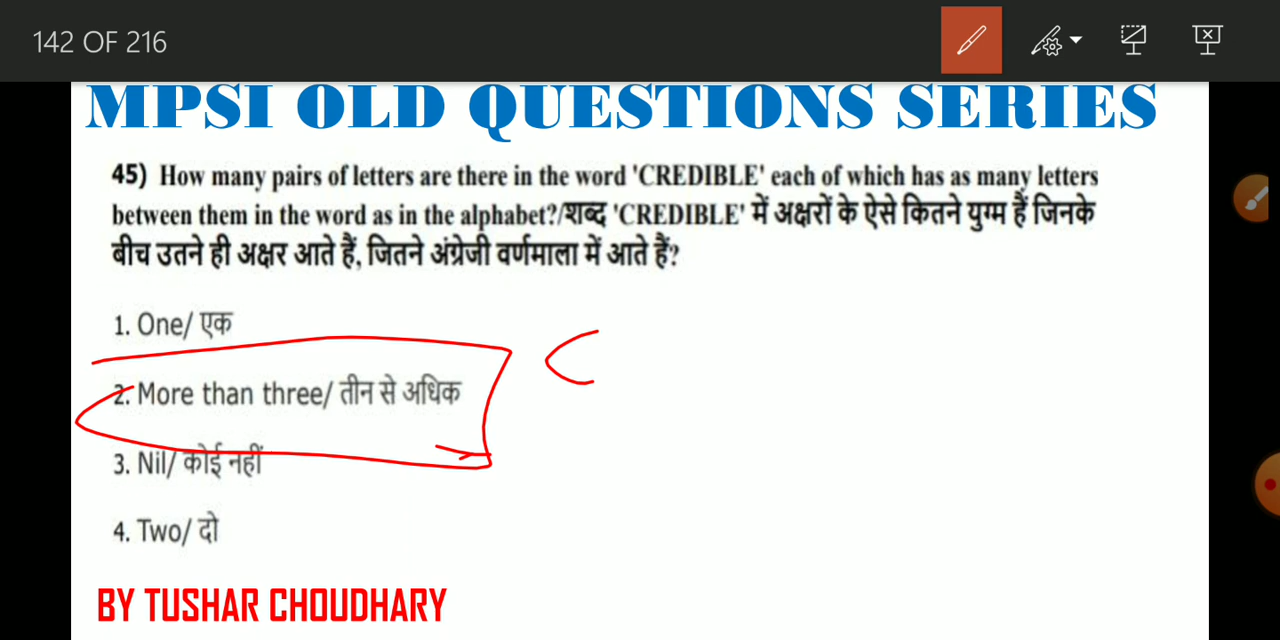 142 OF 216
MPSI OLD QUESTIONS SERIES
45) How many pairs of letters are there in the word 'CREDIBLE' each of which has as many letters
between them in the word as in the alphabet?/शब्द 'CREDIBLE' में अक्षरों के ऐसे कितने युग्म हैं जिनके
बीच उतने ही अक्षर आते हैं, जितने अंग्रेजी वर्णमाला में आते हैं?
1. One/ एक
2. More than three/ तीन से अधिक
3. Nil/ कोई नहीं
4. Two/ दो
BY TUSHAR CHOUDHARY